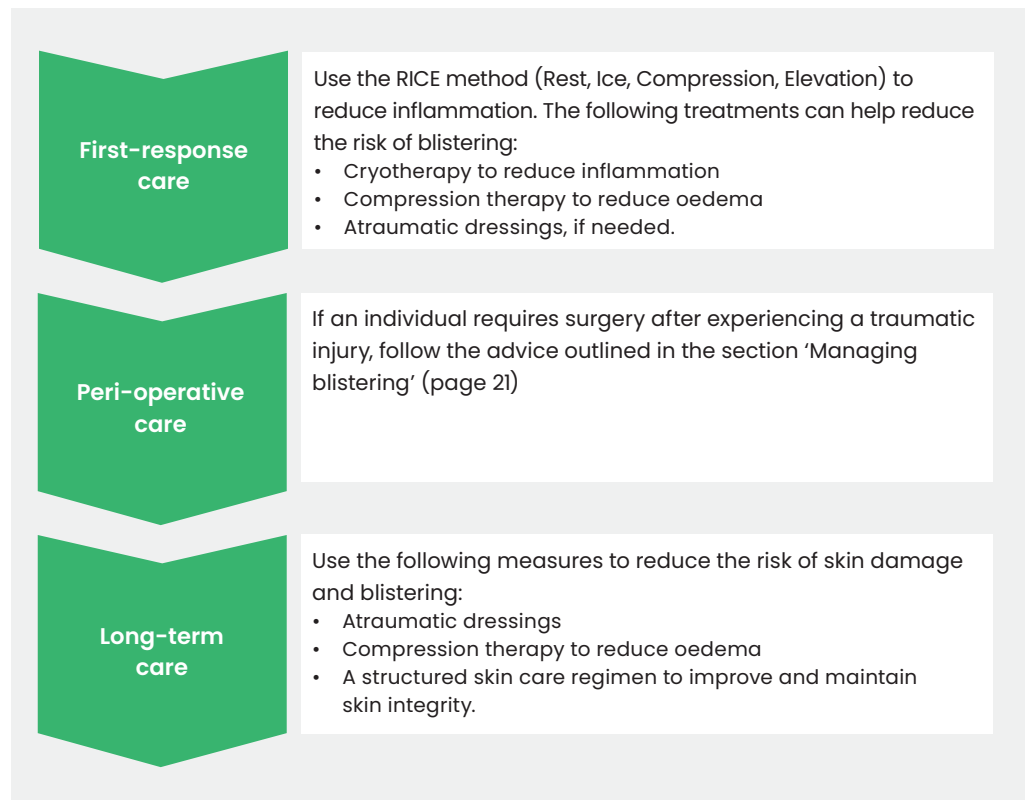 First-response
care
Use the RICE method (Rest, Ice, Compression, Elevation) to
reduce inflammation. The following treatments can help reduce
the risk of blistering:
• Cryotherapy to reduce inflammation
• Compression therapy to reduce oedema
• Atraumatic dressings, if needed.
Peri-operative
care
If an individual requires surgery after experiencing a traumatic
injury, follow the advice outlined in the section ‘Managing
blistering’ (page 21)
Long-term
care
Use the following measures to reduce the risk of skin damage
and blistering:
• Atraumatic dressings
• Compression therapy to reduce oedema
• A structured skin care regimen to improve and maintain
skin integrity.